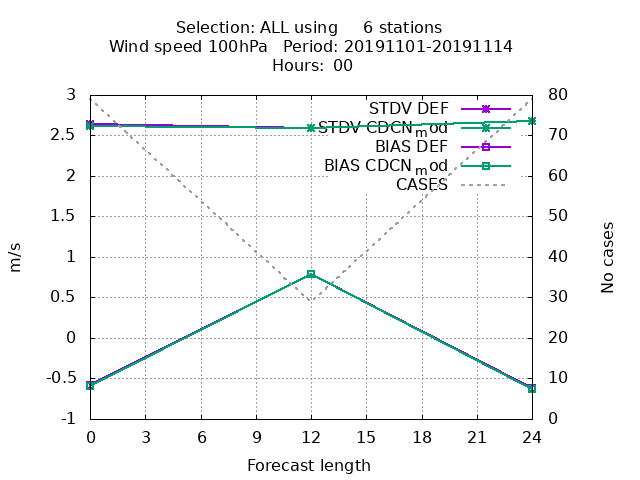 Selection: ALL using 6 stations
Wind speed 100hPa Period: 20191101-20191114
Hours: 00
3 80
STDV DEF
2.5 STDV CDCN_mod 70
BIAS DEF
BIAS CDCN_mod
2 CASES 60
1.5 50
1 40
0.5 30
0 20
-0.5 10
-1 0
m/s
No cases
0 3 6 9 12 15 18 21 24
Forecast length